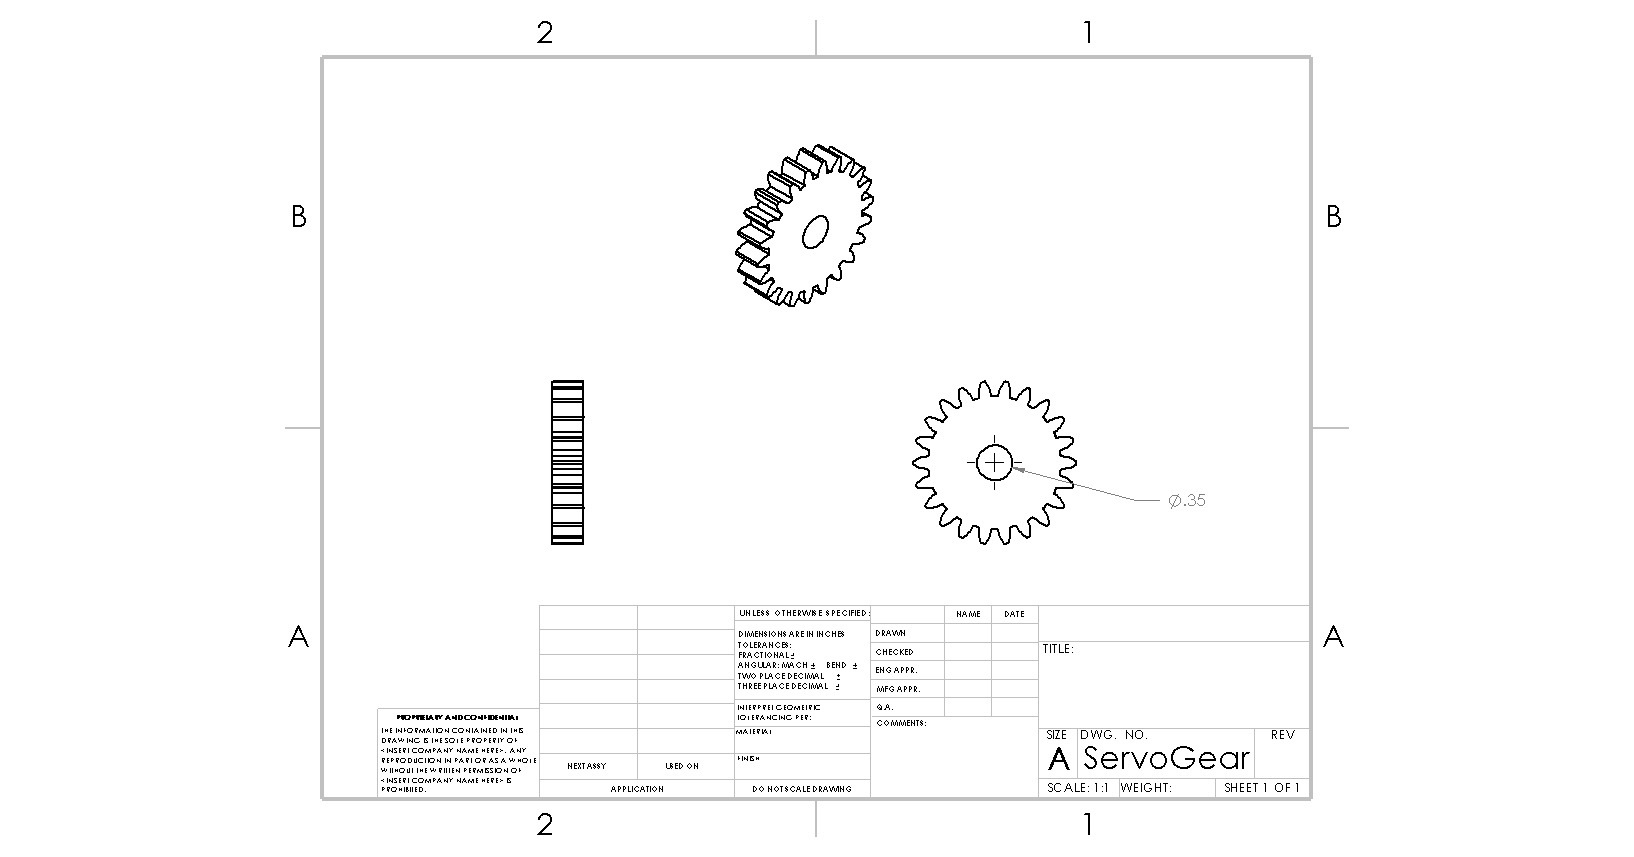 2 1
B B
Ø.35
A A
UNLESS OTHERWISE SPECIFIED:
NAME DATE
DIMENSIONS ARE IN INCHES
TOLERANCES:
FRACTIONAL ±
ANGULAR: MACH ± BEND ±
TWO PLACE DECIMAL ±
THREE PLACE DECIMAL ±
DRAWN
CHECKED
ENG APPR.
MFG APPR.
Q.A.
COMMENTS:
TITLE:
INTERPRET GEOMETRIC
TOLERANCING PER:
MATERIAL
FINISH
PROPRIETARY AND CONFIDENTIAL
THE INFORMATION CONTAINED IN THIS
DRAWING IS THE SOLE PROPERTY OF
<INSERT COMPANY NAME HERE>. ANY
REPRODUCTION IN PART OR AS A WHOLE
WITHOUT THE WRITTEN PERMISSION OF
<INSERT COMPANY NAME HERE> IS
PROHIBITED.
NEXT ASSY USED ON
APPLICATION
DO NOT SCALE DRAWING
SIZE DWG. NO. REV
A ServoGear
SCALE: 1:1 WEIGHT: SHEET 1 OF 1
2 1